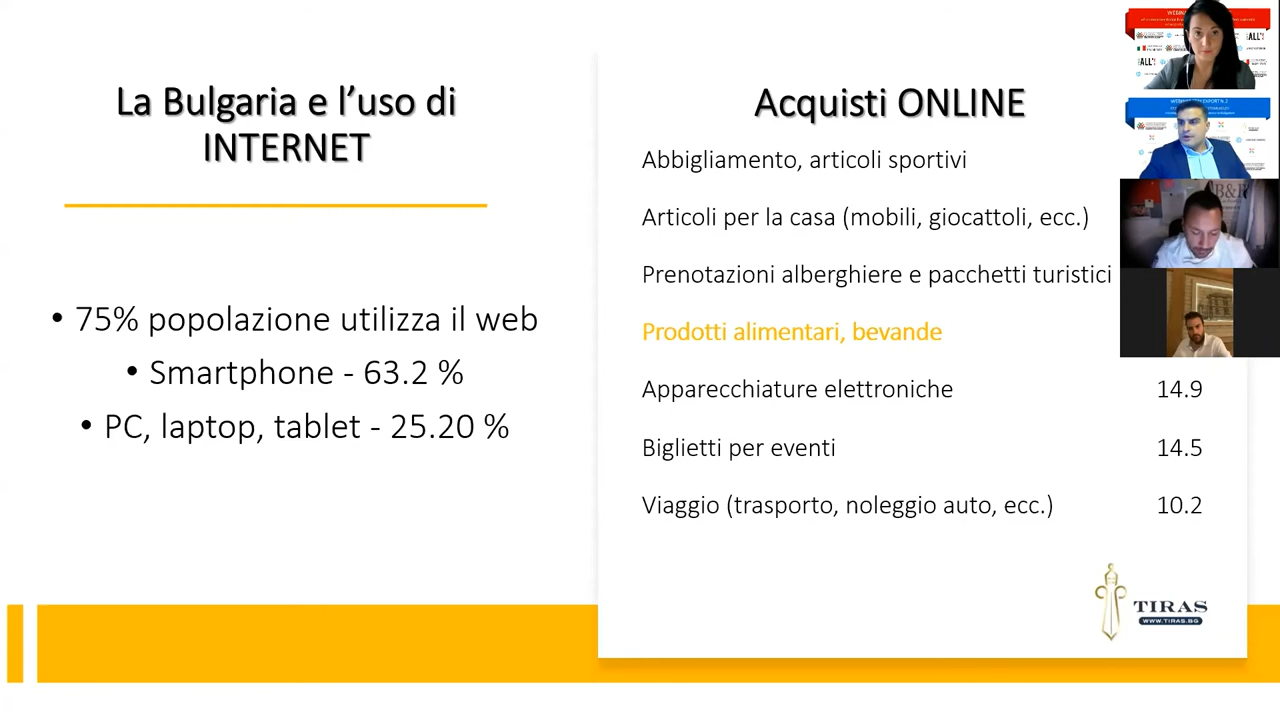 La Bulgaria e l'uso di
INTERNET
• 75% popolazione utilizza il web
• Smartphone - 63.2 %
• PC, laptop, tablet - 25.20 %
Acquisti ONLINE
Abbigliamento, articoli sportivi
Articoli per la casa (mobili, giocattoli, ecc.)
Prenotazioni alberghiere e pacchetti turistici
Prodotti alimentari, bevande
Apparecchiature elettroniche 14.9
Biglietti per eventi 14.5
Viaggio (trasporto, noleggio auto, ecc.) 10.2
TIRAS
WWW.TIRAS.BG
B&R